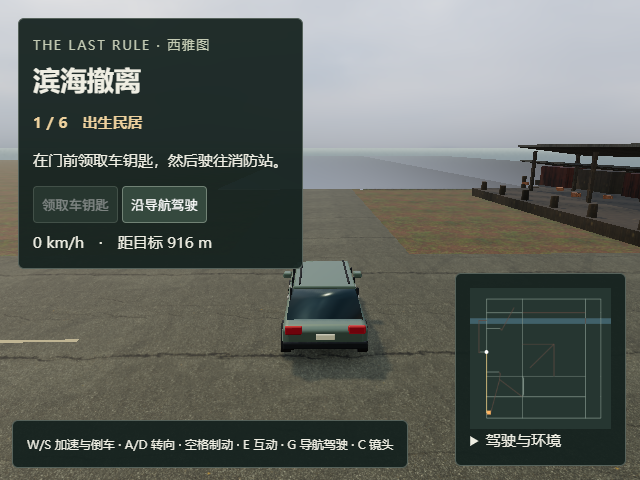 THE LAST RULE · 西雅图
滨海撤离
1 / 6 出生民居
在门前领取车钥匙，然后驶往消防站。
领取车钥匙 沿导航驾驶
0 km/h · 距目标 916 m
▶ 驾驶与环境
W/S 加速与倒车 · A/D 转向 · 空格制动 · E 互动 · G 导航驾驶 · C 镜头